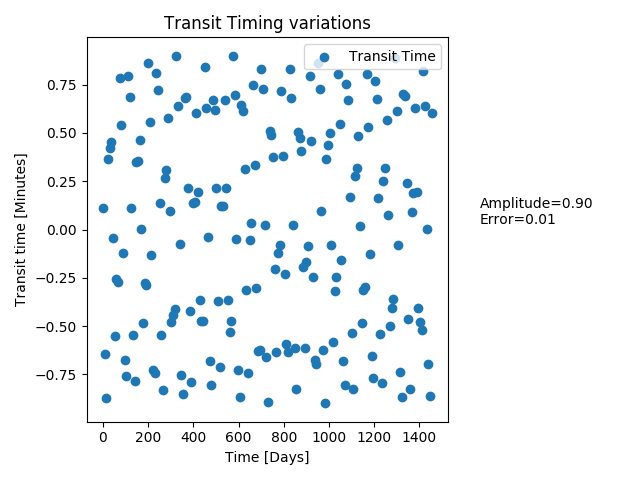 Transit Timing variations
Transit Time
0.75
0.50
0.25
0.00
−0.25
−0.50
−0.75
Transit time [Minutes]
Amplitude=0.90
Error=0.01
0 200 400 600 800 1000 1200 1400
Time [Days]